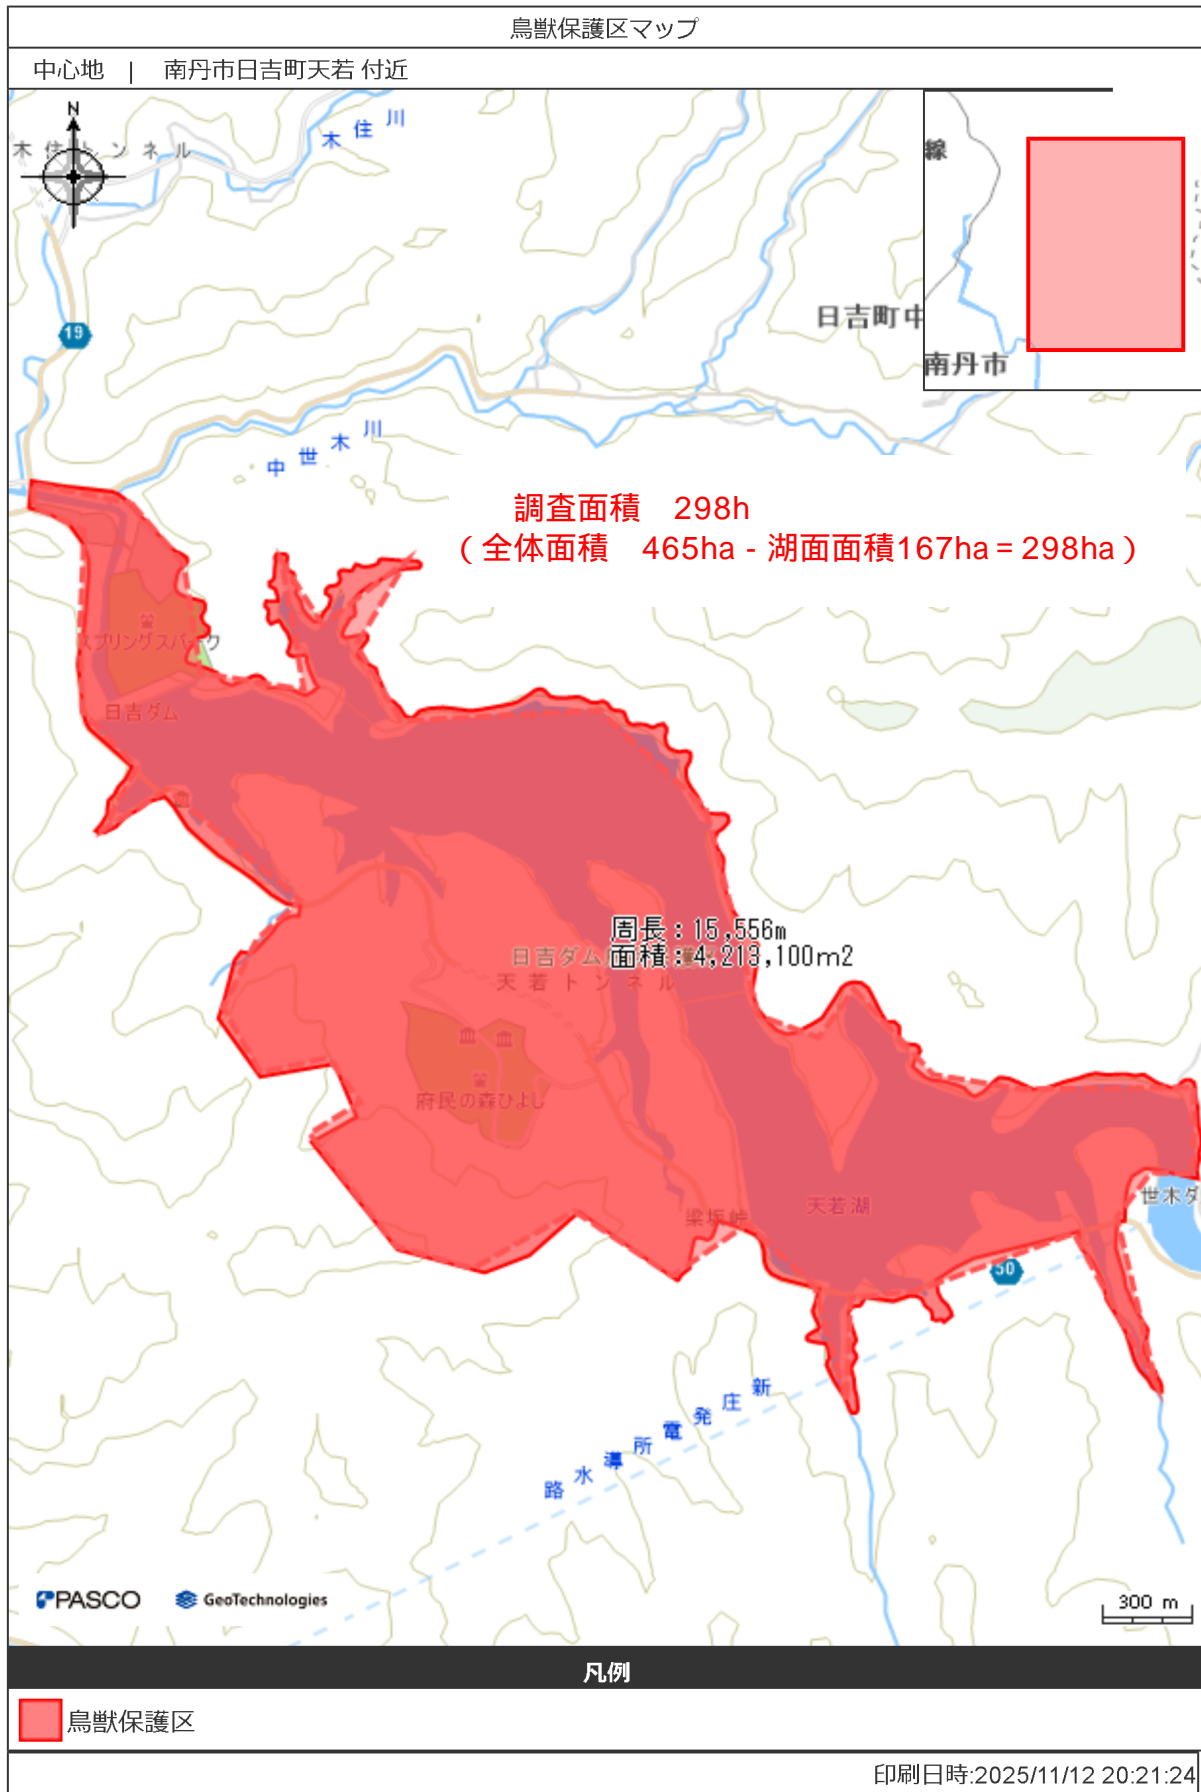 鳥獣保護区マップ
中心地 | 南丹市日吉町天若 付近
N
木住トンネル
木住川
線
19
日吉町中
南丹市
中世木川
調査面積 298h
(全体面積 465ha - 湖面面積167ha = 298ha)
スプリングスパーク
日吉ダム
周長:15,556m
日吉ダム
面積:4,213,100m2
天若トンネル
府民の森ひよし
世木ダ
天若湖
梁坂峠
50
新庄発電所導水路
PASCO
GeoTechnologies
300 m
凡例
鳥獣保護区
印刷日時:2025/11/12 20:21:24